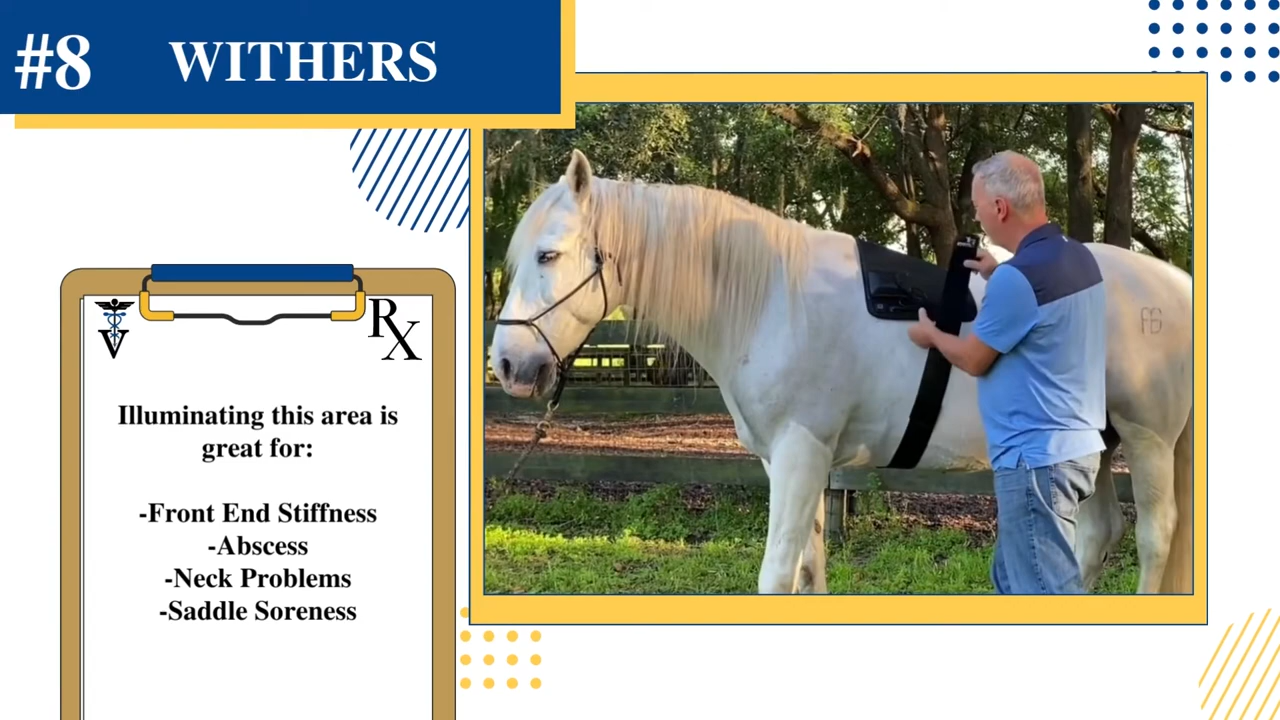 #8 WITHERS
V
RX
Illuminating this area is
great for:
-Front End Stiffness
-Abscess
-Neck Problems
-Saddle Soreness